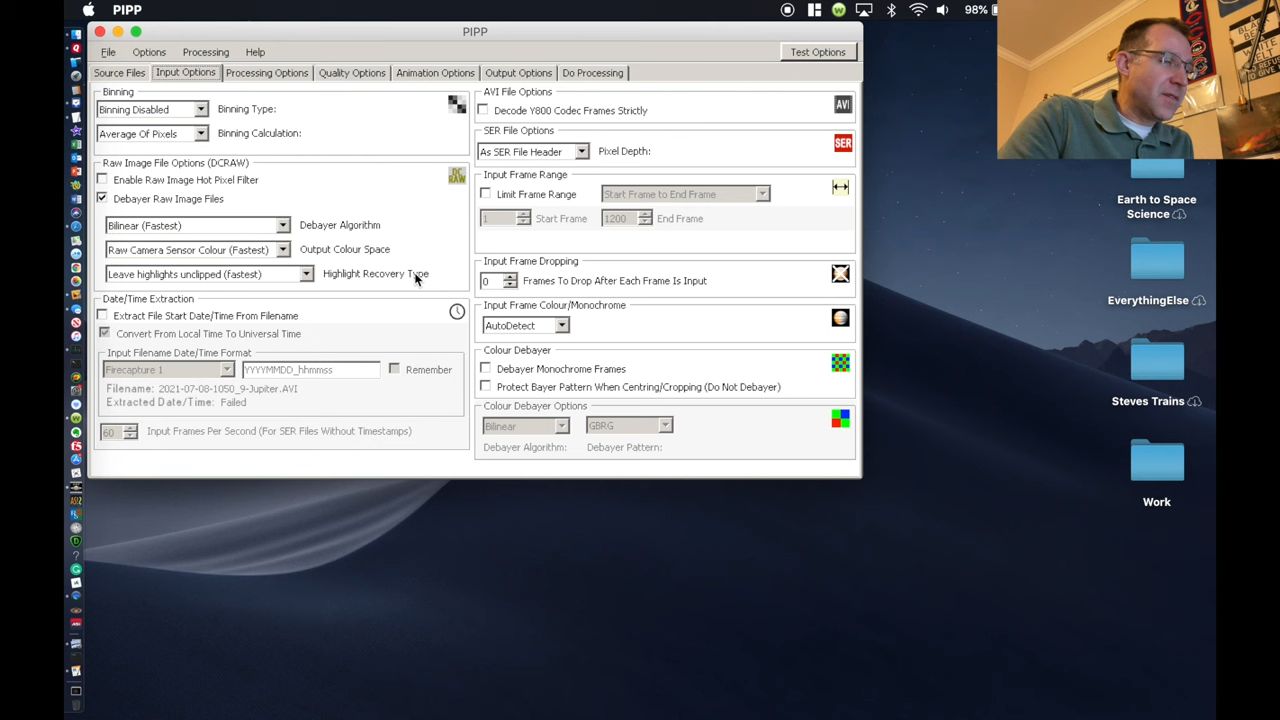 PIPP
98%
PIPP
File Options Processing Help
Test Options
Source Files Input Options Processing Options Quality Options Animation Options Output Options Do Processing
Binning
Binning Disabled Binning Type:
Average Of Pixels Binning Calculation:
Raw Image File Options (DCRAW)
DC RAW
Enable Raw Image Hot Pixel Filter
Debayer Raw Image Files
Bilinear (Fastest) Debayer Algorithm
Raw Camera Sensor Colour (Fastest) Output Colour Space
Leave highlights unclipped (fastest) Highlight Recovery Type
Date/Time Extraction
Extract File Start Date/Time From Filename
Convert From Local Time To Universal Time
Input Filename Date/Time Format
Firecapture 1 YYYYMMDD_hhmmss Remember
Filename: 2021-07-08-1050_9-Jupiter.AVI
Extracted Date/Time: Failed
60 Input Frames Per Second (For SER Files Without Timestamps)
AVI File Options
Decode Y800 Codec Frames Strictly
AVI
SER File Options
As SER File Header Pixel Depth:
SER
Input Frame Range
Limit Frame Range Start Frame to End Frame
1 Start Frame 1200 End Frame
Input Frame Dropping
0 Frames To Drop After Each Frame Is Input
Input Frame Colour/Monochrome
AutoDetect
Colour Debayer
Debayer Monochrome Frames
Protect Bayer Pattern When Centring/Cropping (Do Not Debayer)
Colour Debayer Options
Bilinear GBRG
Debayer Algorithm: Debayer Pattern:
Earth to Space
Science
EverythingElse
Steves Trains
Work